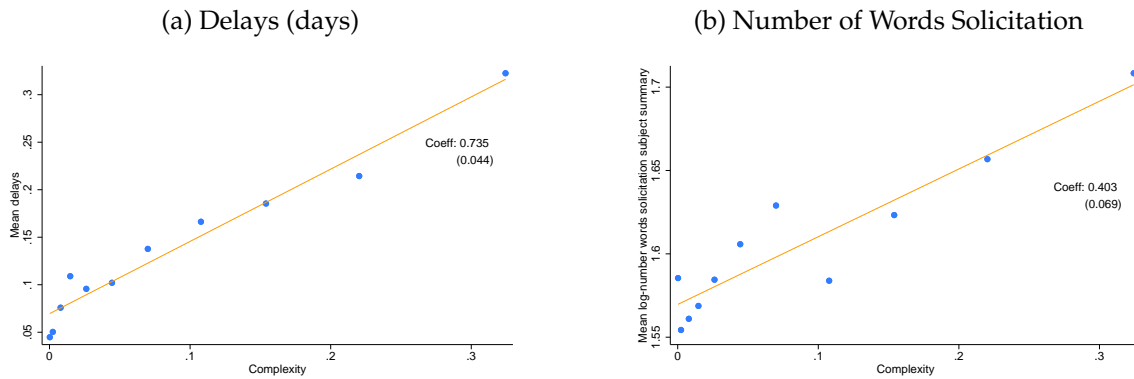 (a) Delays (days)
Mean delays
.05
.1
.15
.2
.25
.3
Coeff: 0.735
(0.044)
0
.1
.2
.3
Complexity
(b) Number of Words Solicitation
Mean log-number words solicitation subject summary
1.55
1.6
1.65
1.7
Coeff: 0.403
(0.069)
0
.1
.2
.3
Complexity